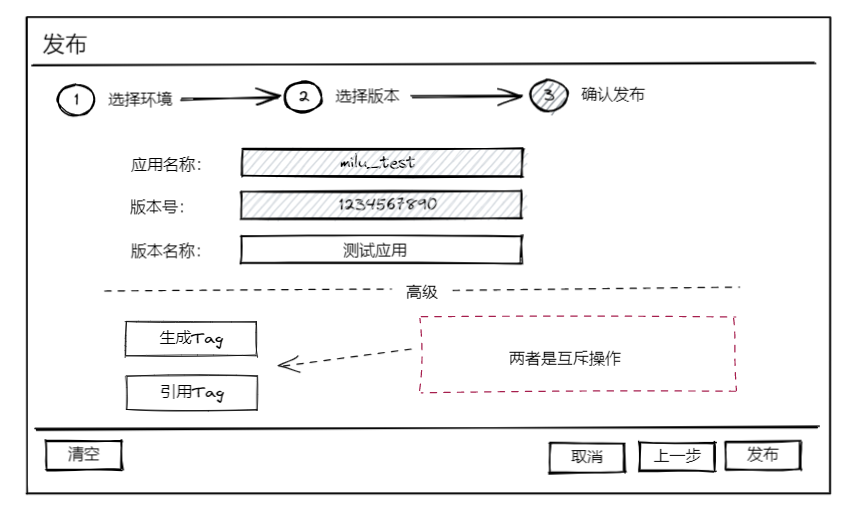 发布
1 选择环境 2 选择版本 3 确认发布
应用名称: milu_test
版本号: 1234567890
版本名称: 测试应用
高级
生成Tag
两者是互斥操作
引用Tag
清空 取消 上一步 发布